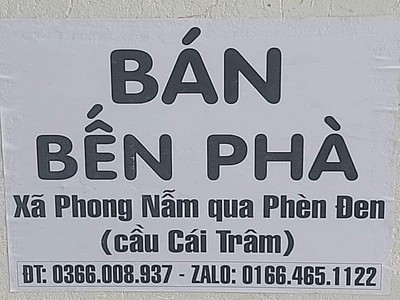 BÁN
BẾN PHÀ
Xã Phong Nẫm qua Phèn Đen
(cầu Cái Trâm)
ĐT: 0366.008.937 - ZALO: 0166.465.1122